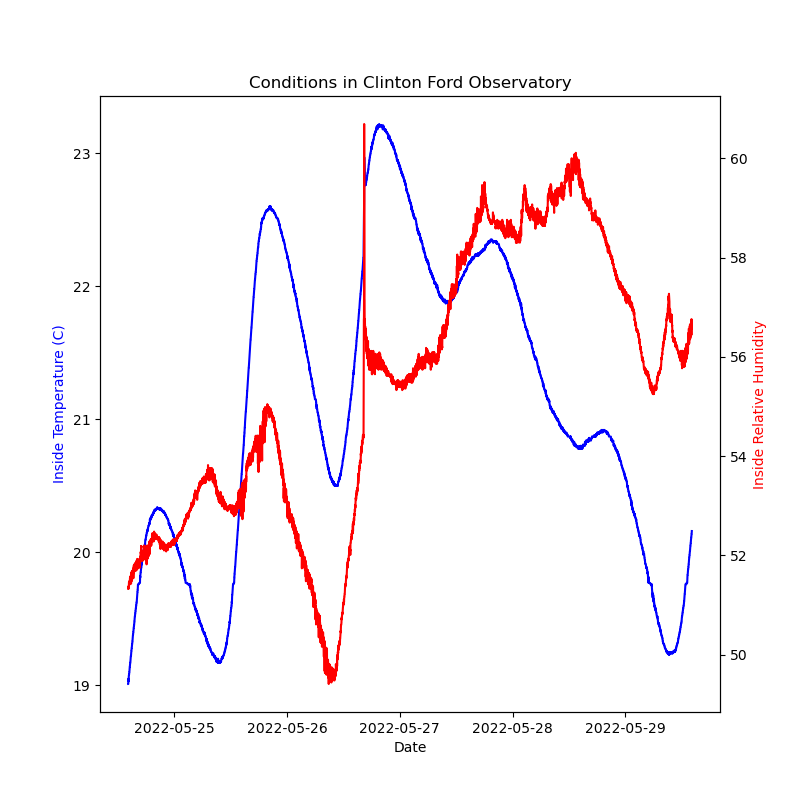 Conditions in Clinton Ford Observatory
Inside Temperature (C)
23
22
21
20
19
60
58
56
54
52
50
Inside Relative Humidity
2022-05-25 2022-05-26 2022-05-27 2022-05-28 2022-05-29
Date